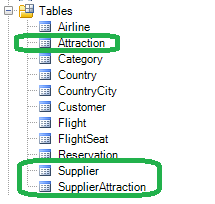 Tables
Airline
Attraction
Category
Country
CountryCity
Customer
Flight
FlightSeat
Reservation
Supplier
SupplierAttraction